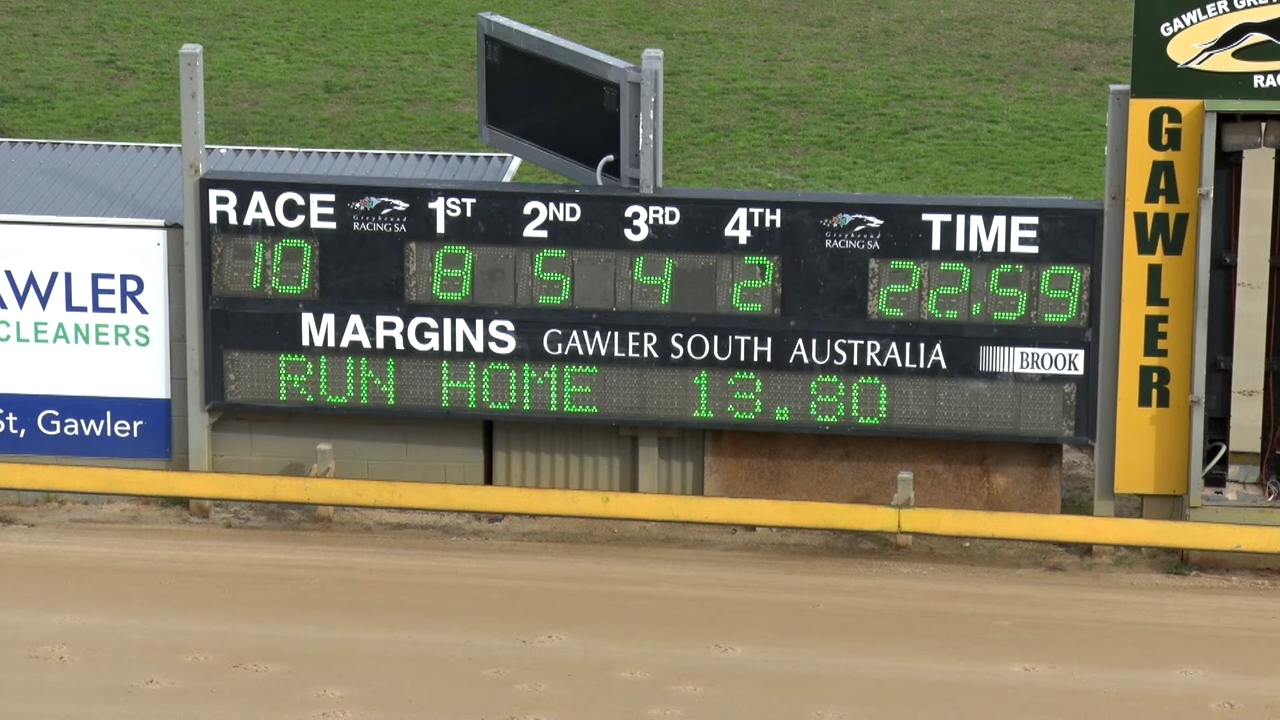 GAWLER
RAC
GAWLER
RACE
Greyhound
RACING SA
1ST
2ND
3RD
4TH
Greyhound
RACING SA
TIME
10
8
5
4
2
22.59
MARGINS
GAWLER SOUTH AUSTRALIA
BROOK
RUN HOME 13.80
AWLER
CLEANERS
St, Gawler